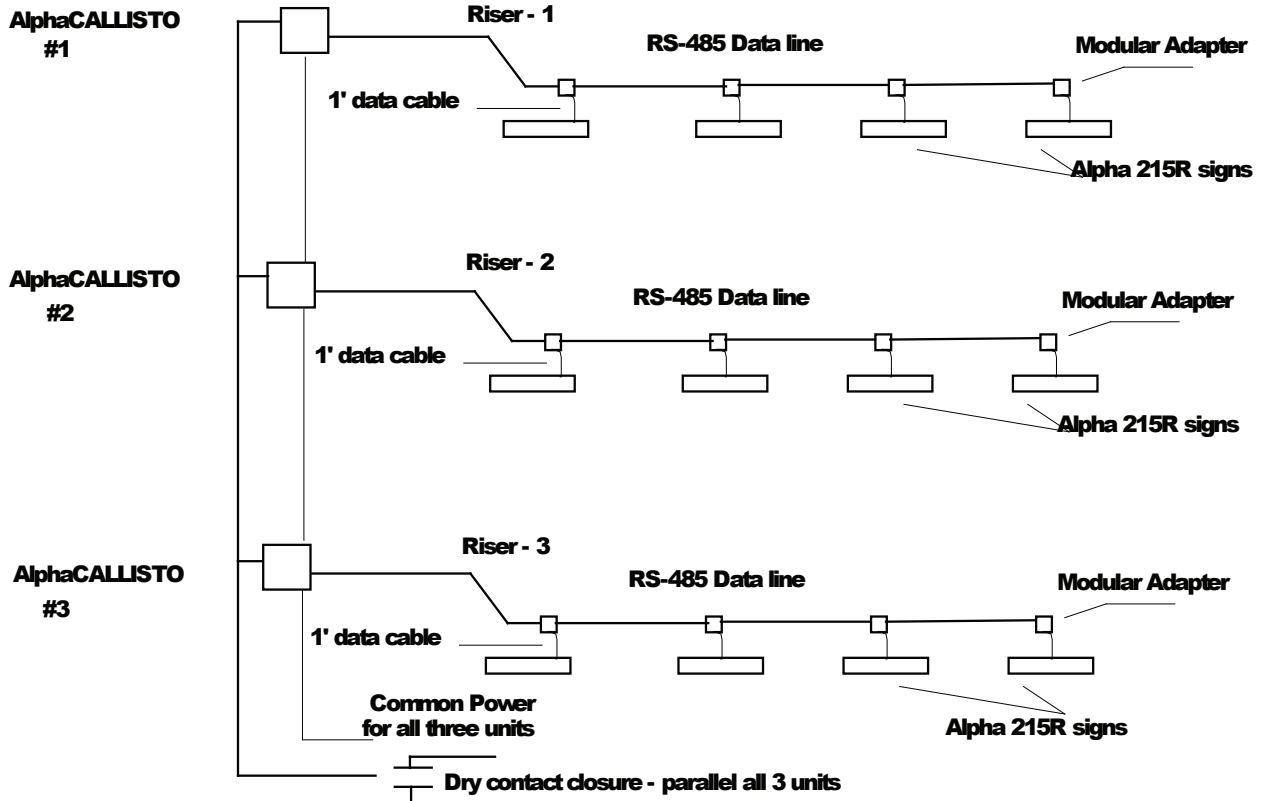 AlphaCALLISTO
#1
Riser - 1
RS-485 Data line
Modular Adapter
1' data cable
Alpha 215R signs
AlphaCALLISTO
#2
Riser - 2
RS-485 Data line
Modular Adapter
1' data cable
Alpha 215R signs
AlphaCALLISTO
#3
Riser - 3
RS-485 Data line
Modular Adapter
1' data cable
Common Power
for all three units
Alpha 215R signs
Dry contact closure - parallel all 3 units